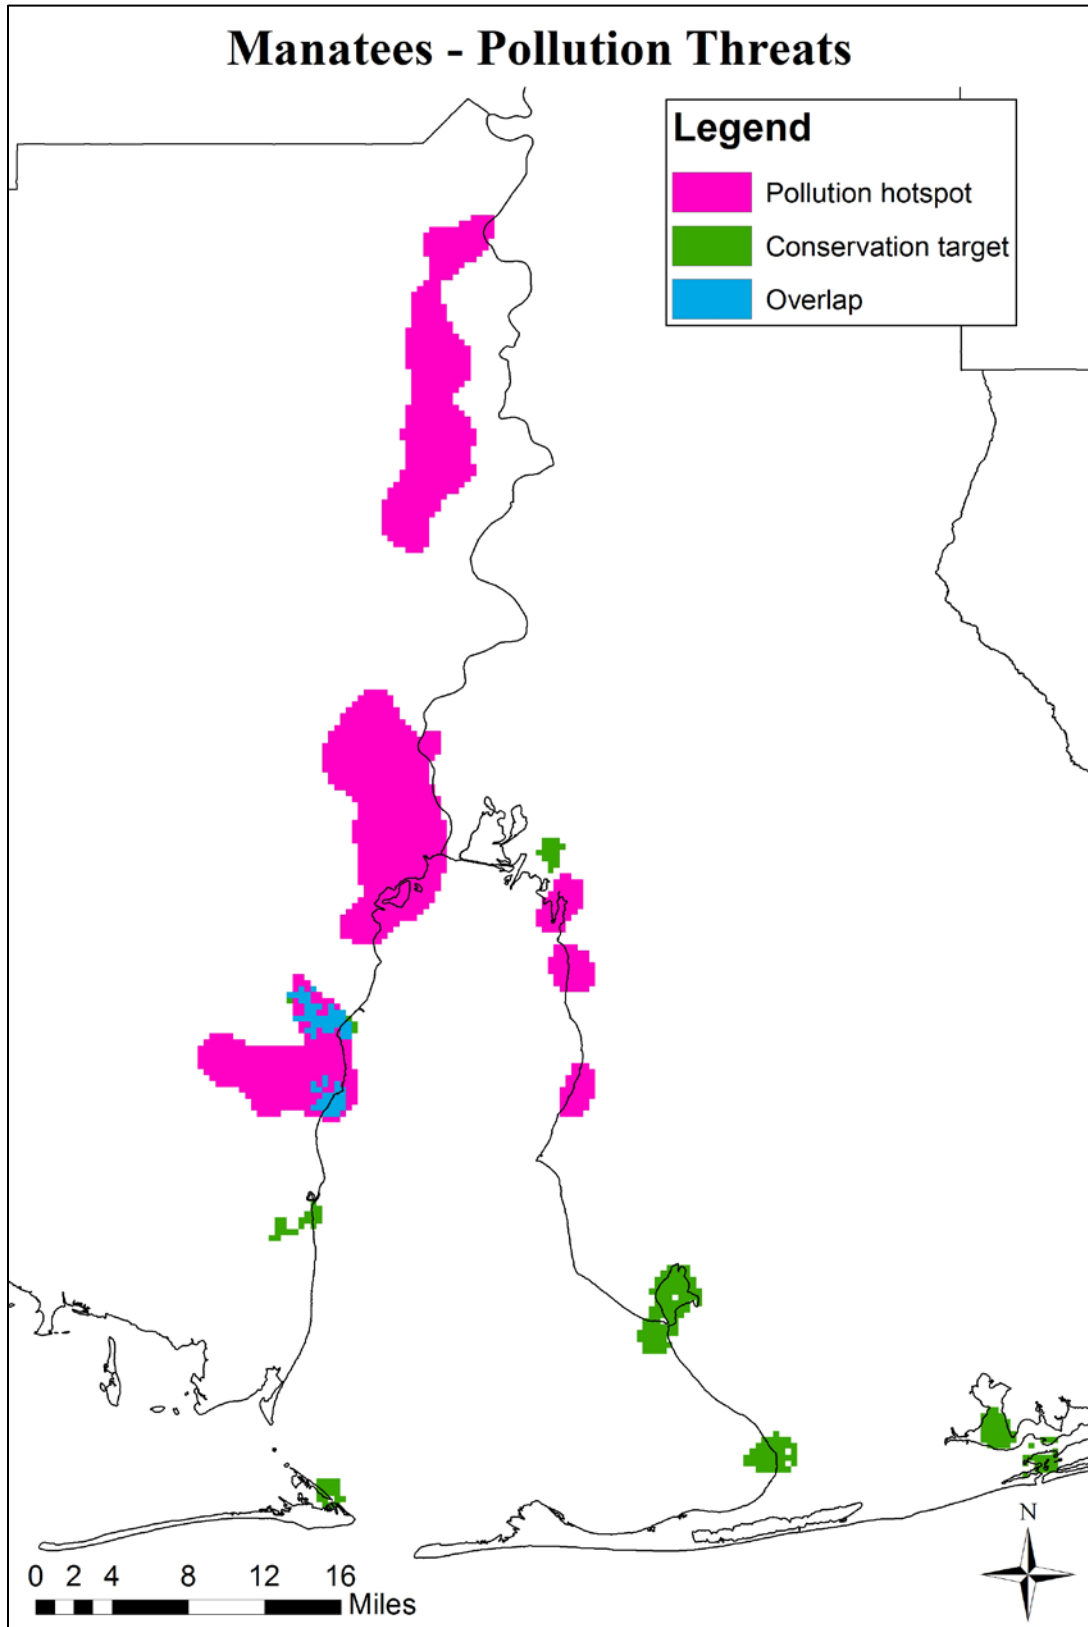 Manatees - Pollution Threats
Legend
Pollution hotspot
Conservation target
Overlap
N
0 2 4 8 12 16
Miles